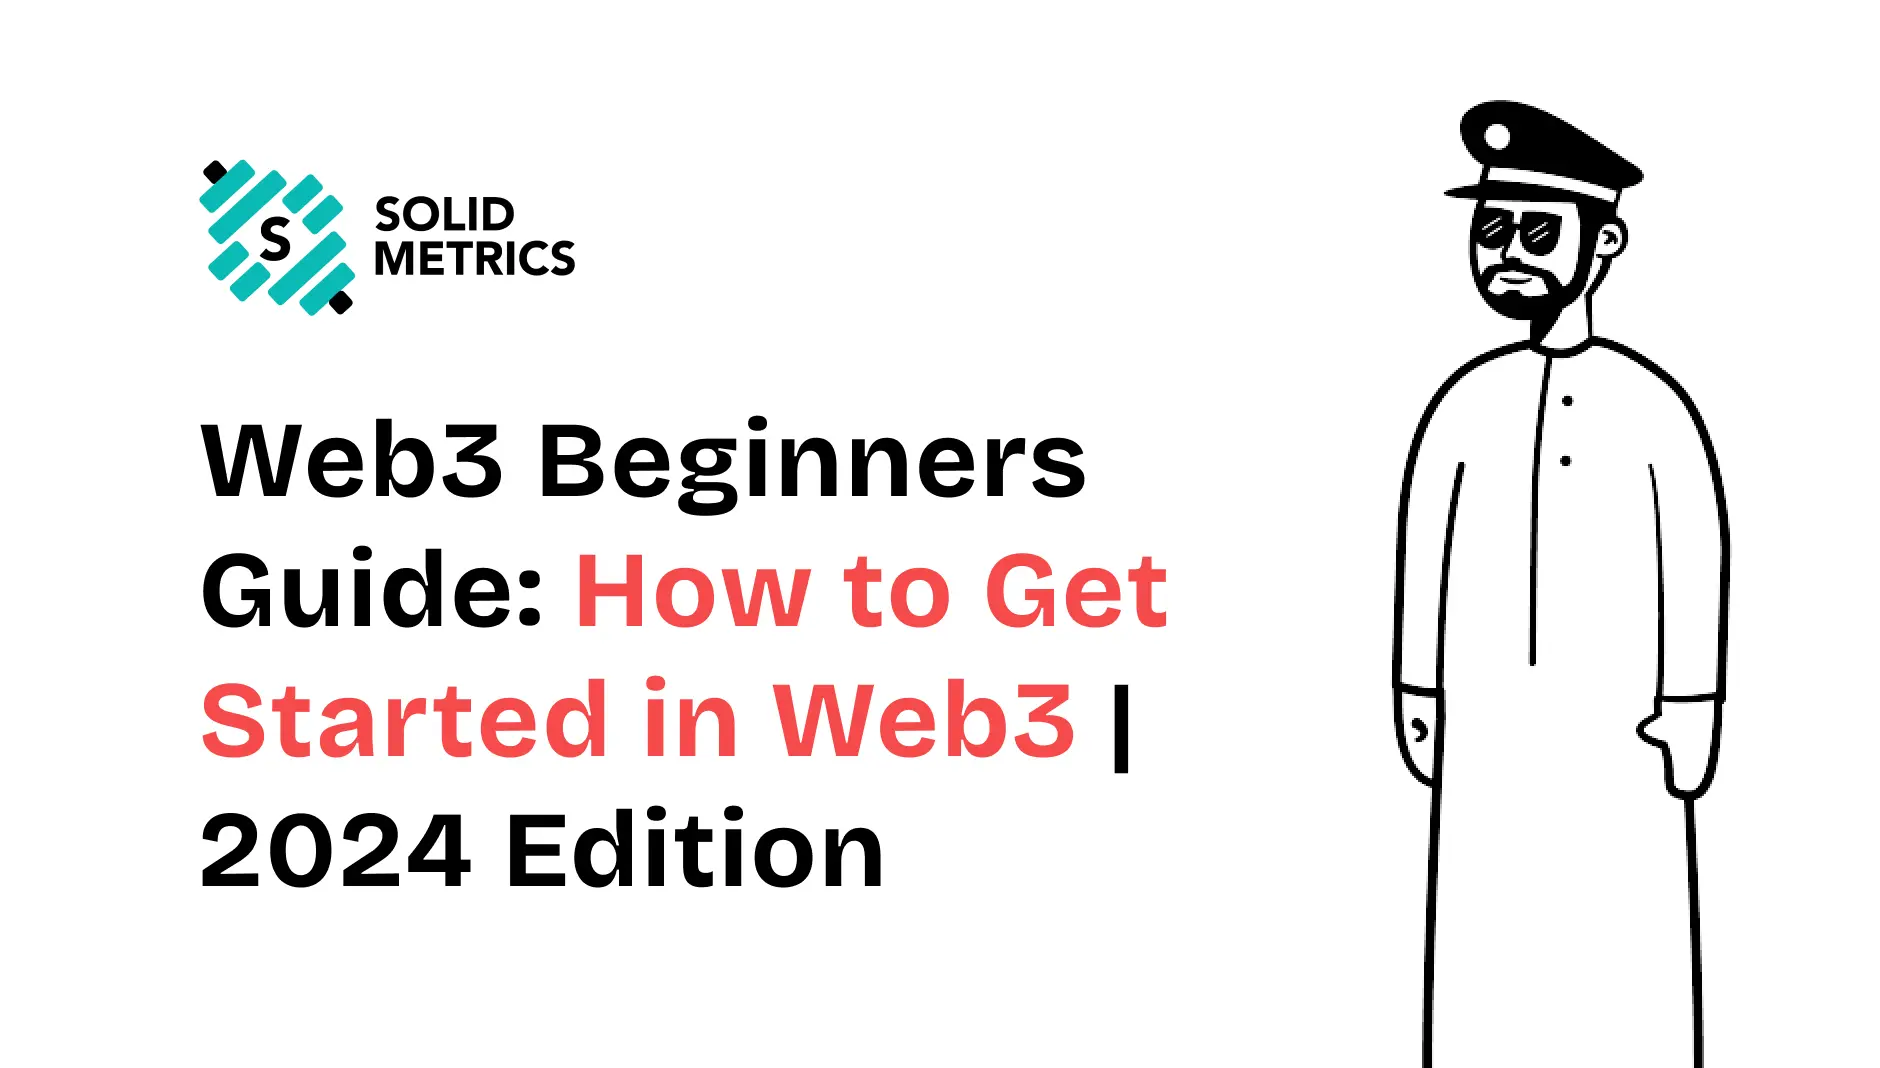 S
SOLID
METRICS
Web3 Beginners
Guide: How to Get
Started in Web3 |
2024 Edition